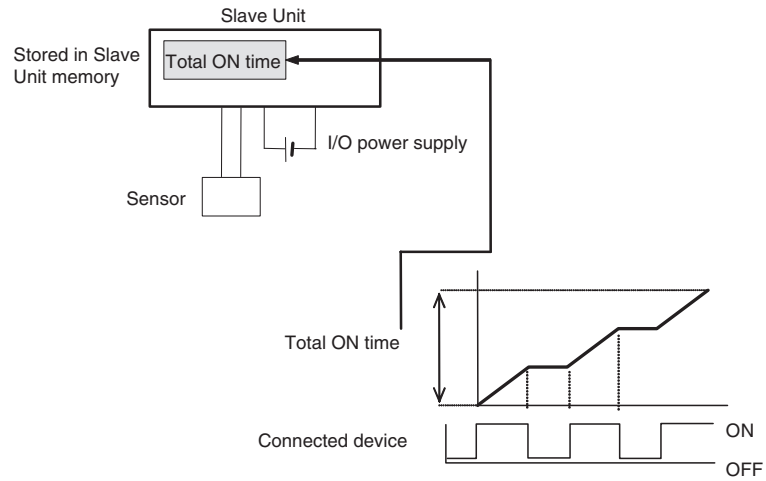 Slave Unit
Stored in Slave
Unit memory
Total ON time
I/O power supply
Sensor
Total ON time
Connected device
ON
OFF